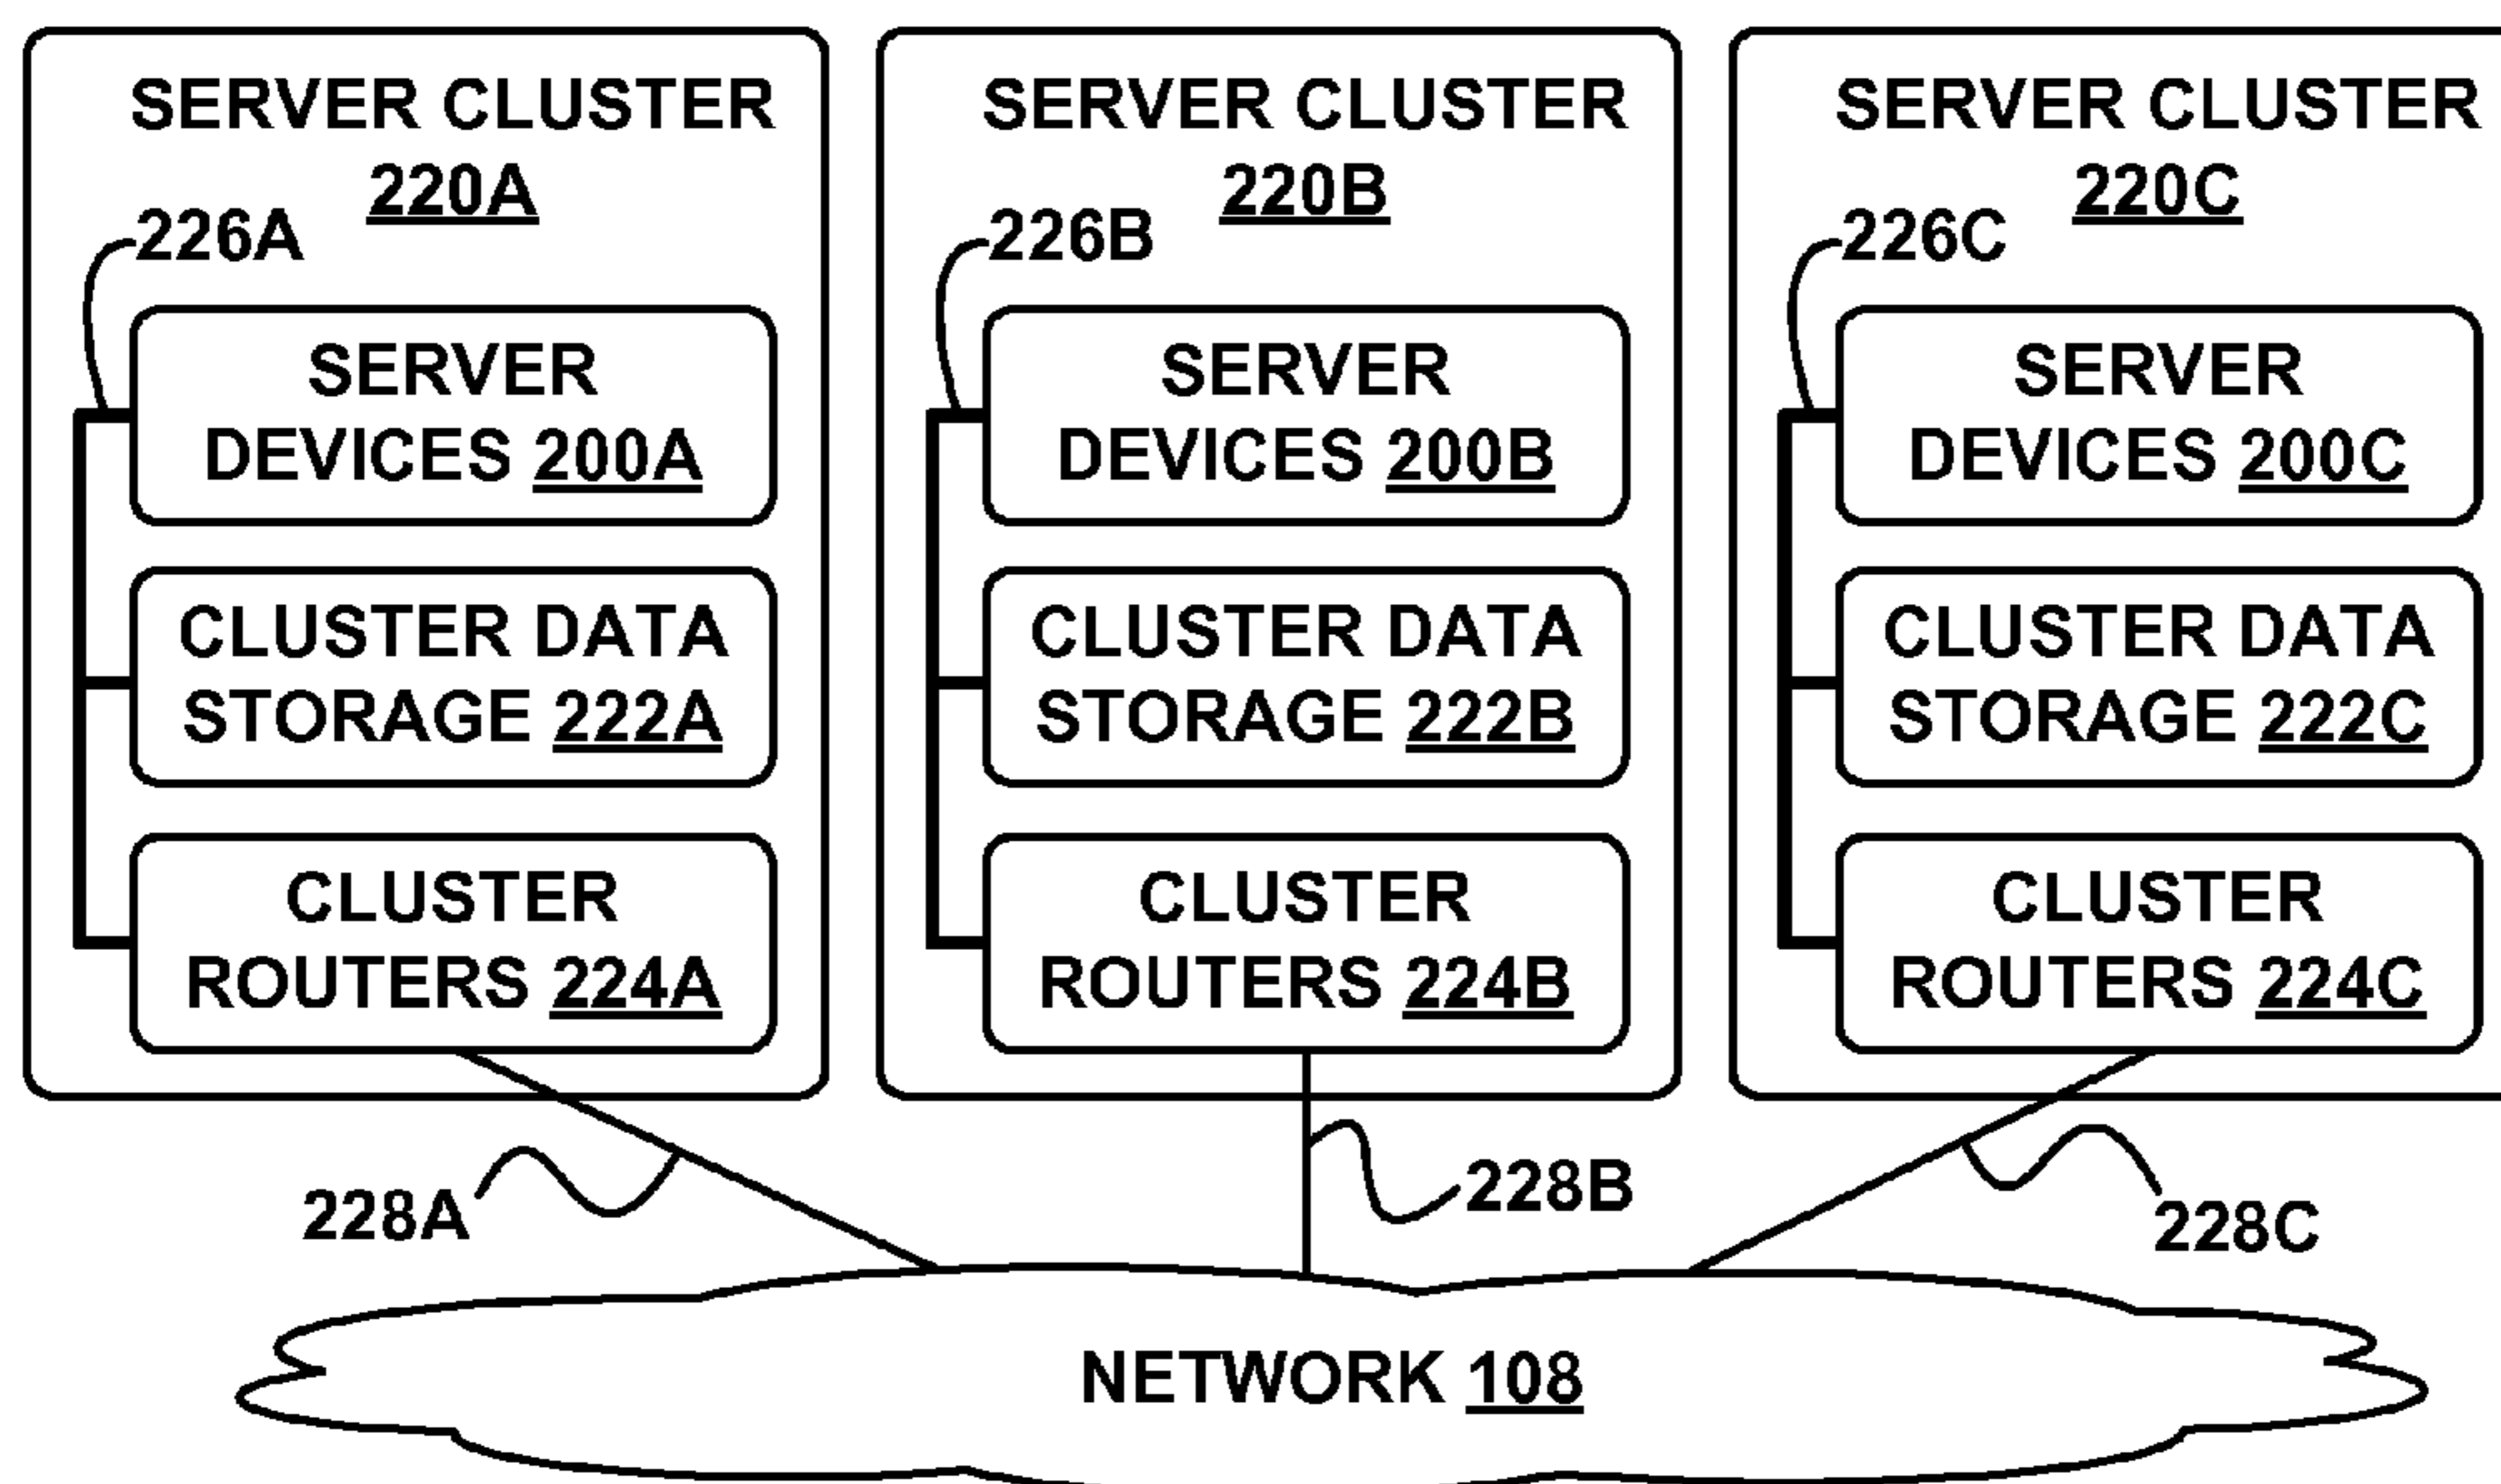 SERVER CLUSTER
220A
226A
SERVER
DEVICES 200A
CLUSTER DATA
STORAGE 222A
CLUSTER
ROUTERS 224A
SERVER CLUSTER
220B
226B
SERVER
DEVICES 200B
CLUSTER DATA
STORAGE 222B
CLUSTER
ROUTERS 224B
SERVER CLUSTER
220C
226C
SERVER
DEVICES 200C
CLUSTER DATA
STORAGE 222C
CLUSTER
ROUTERS 224C
228A
228B
228C
NETWORK 108